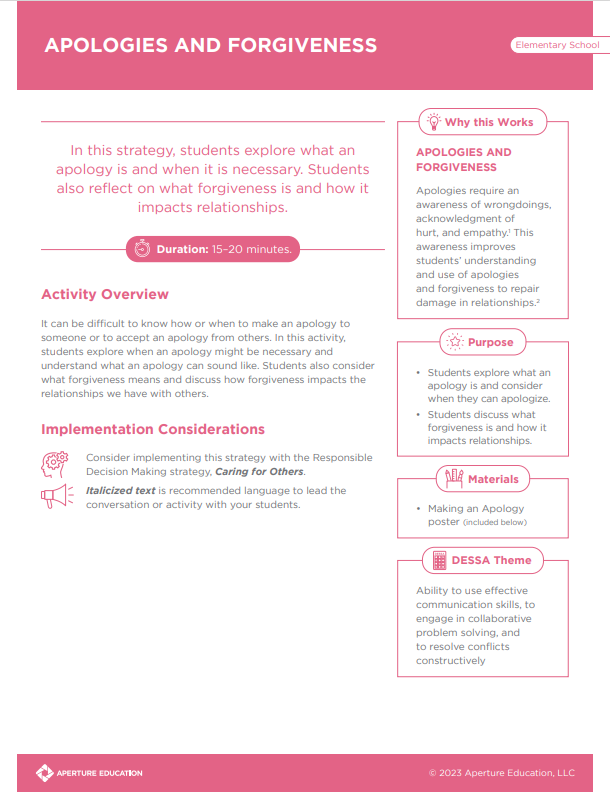 APOLOGIES AND FORGIVENESS
Elementary School
In this strategy, students explore what an
apology is and when it is necessary. Students
also reflect on what forgiveness is and how it
impacts relationships.
Duration: 15–20 minutes.
Activity Overview
It can be difficult to know how or when to make an apology to
someone or to accept an apology from others. In this activity,
students explore when an apology might be necessary and
understand what an apology can sound like. Students also consider
what forgiveness means and discuss how forgiveness impacts the
relationships we have with others.
Implementation Considerations
Consider implementing this strategy with the Responsible
Decision Making strategy, Caring for Others.
Italicized text is recommended language to lead the
conversation or activity with your students.
Why this Works
APOLOGIES AND
FORGIVENESS
Apologies require an
awareness of wrongdoings,
acknowledgment of
hurt, and empathy.¹ This
awareness improves
students’ understanding
and use of apologies
and forgiveness to repair
damage in relationships.²
Purpose
• Students explore what an
apology is and consider
when they can apologize.
• Students discuss what
forgiveness is and how it
impacts relationships.
Materials
• Making an Apology
poster (included below)
DESSA Theme
Ability to use effective
communication skills, to
engage in collaborative
problem solving, and
to resolve conflicts
constructively
APERTURE EDUCATION
© 2023 Aperture Education, LLC